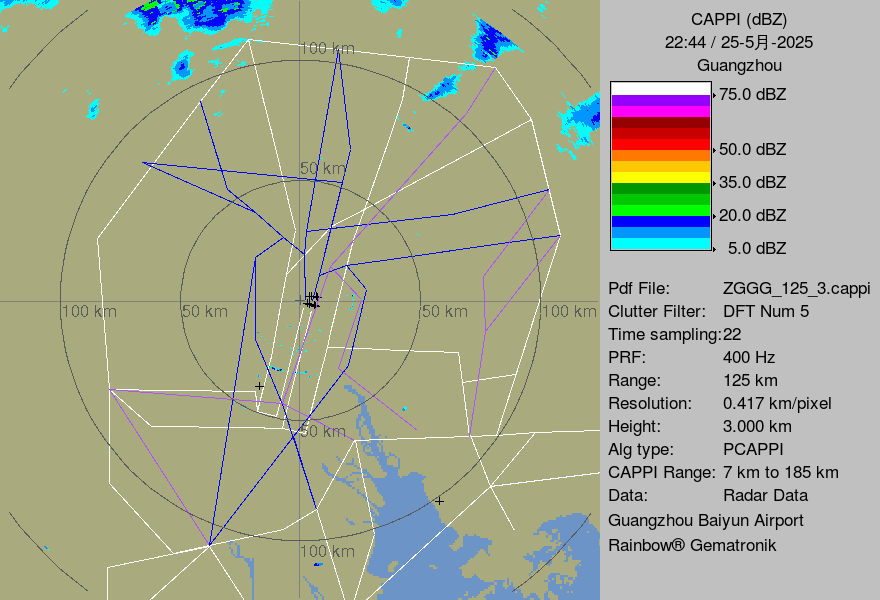 CAPPI (dBZ)
22:44 / 25-5月-2025
Guangzhou
75.0 dBZ
50.0 dBZ
35.0 dBZ
20.0 dBZ
5.0 dBZ
Pdf File: ZGGG_125_3.cappi
Clutter Filter: DFT Num 5
Time sampling:22
PRF: 400 Hz
Range: 125 km
Resolution: 0.417 km/pixel
Height: 3.000 km
Alg type: PCAPPI
CAPPI Range: 7 km to 185 km
Data: Radar Data
Guangzhou Baiyun Airport
Rainbow® Gematronik
100 km
50 km
100 km
50 km
50 km
100 km
50 km
100 km